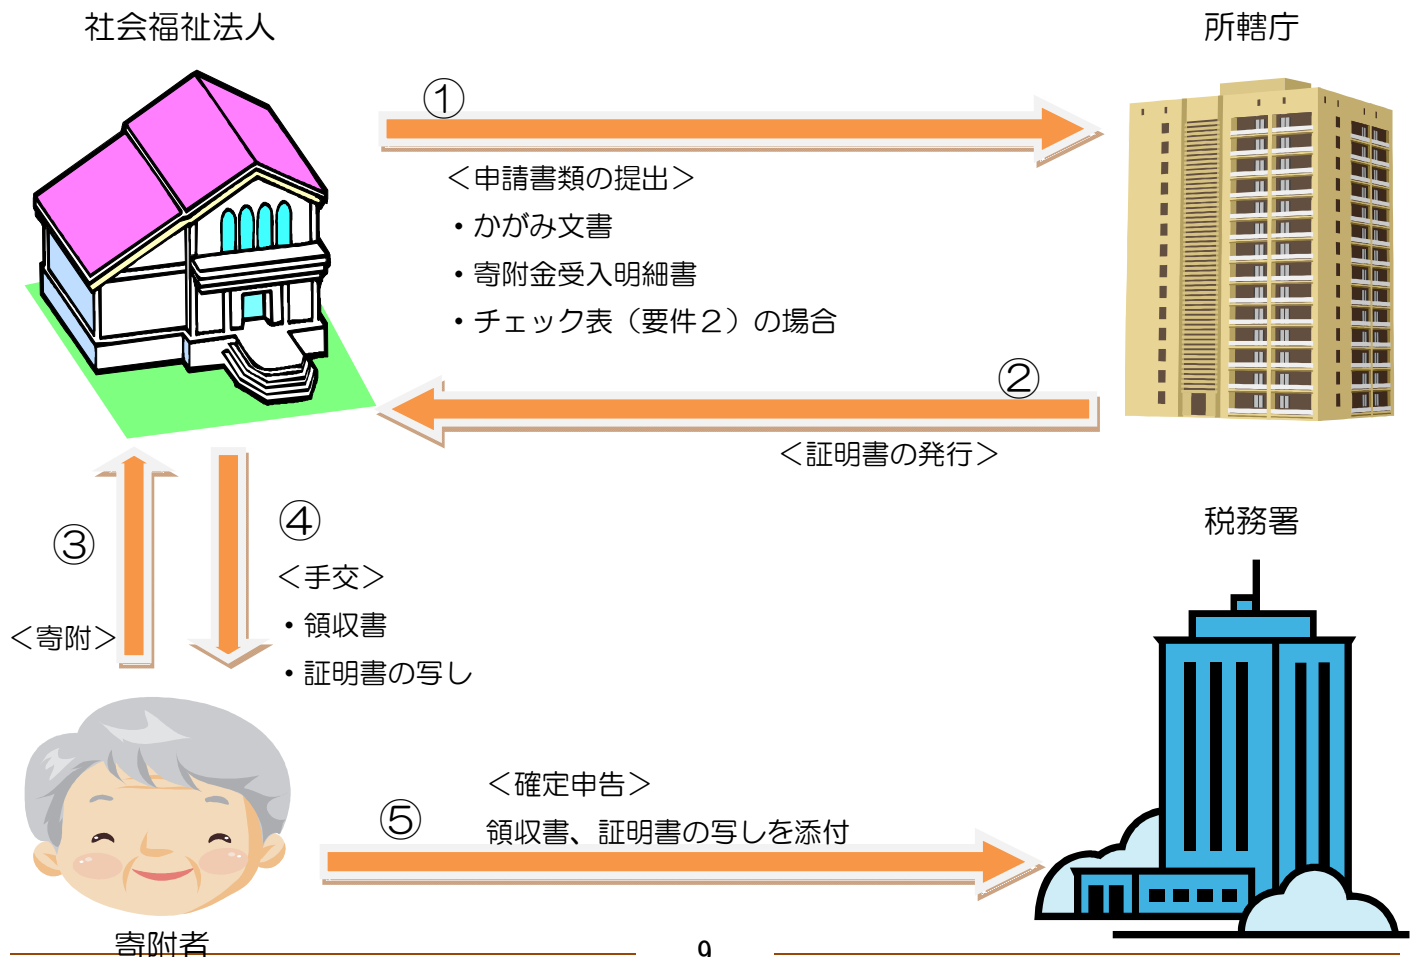 社会福祉法人
所轄庁
①
＜申請書類の提出＞
・かがみ文書
・寄附金受入明細書
・チェック表（要件２）の場合
②
＜証明書の発行＞
③
＜寄附＞
④
＜手交＞
・領収書
・証明書の写し
税務署
⑤
＜確定申告＞
領収書、証明書の写しを添付
寄附者
9